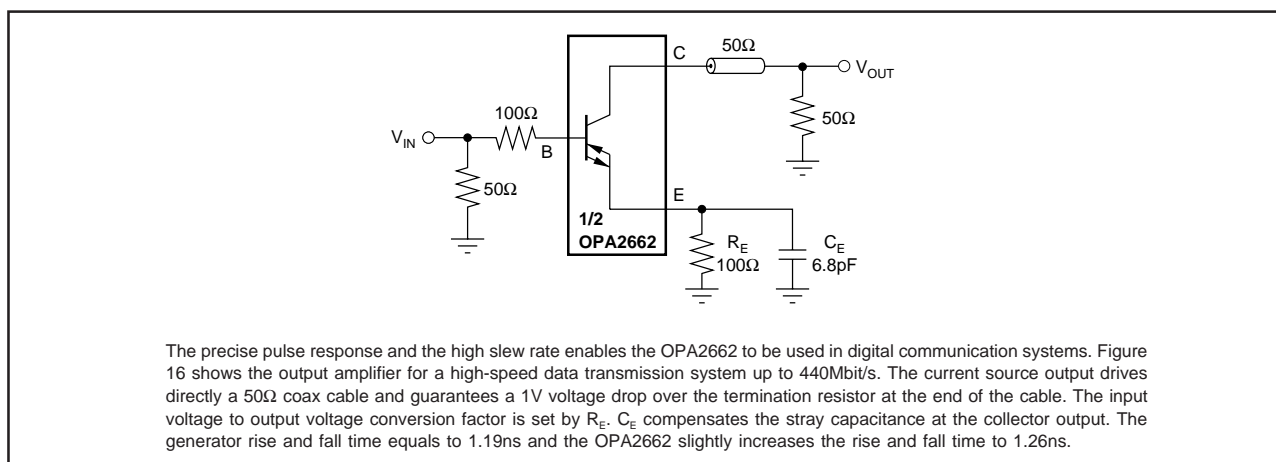 C
50Ω
V_OUT
50Ω
100Ω
V_IN
B
50Ω
E
1/2
OPA2662
R_E
100Ω
C_E
6.8pF
The precise pulse response and the high slew rate enables the OPA2662 to be used in digital communication systems. Figure
16 shows the output amplifier for a high-speed data transmission system up to 440Mbit/s. The current source output drives
directly a 50Ω coax cable and guarantees a 1V voltage drop over the termination resistor at the end of the cable. The input
voltage to output voltage conversion factor is set by R_E. C_E compensates the stray capacitance at the collector output. The
generator rise and fall time equals to 1.19ns and the OPA2662 slightly increases the rise and fall time to 1.26ns.